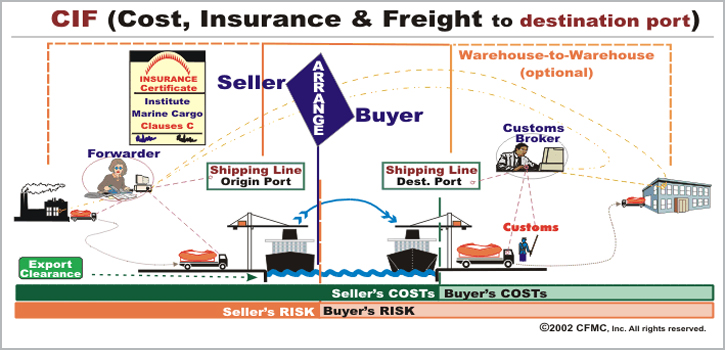 CIF (Cost, Insurance & Freight to destination port)
INSURANCE
Certificate
Institute
Marine Cargo
Clauses C
Seller
ARRANGE
Buyer
Warehouse-to-Warehouse
(optional)
Forwarder
Customs
Broker
Shipping Line
Origin Port
Shipping Line
Dest. Port
Customs
Export
Clearance
Seller's COSTs Buyer's COSTs
Seller's RISK Buyer's RISK
©2002 CFMC, Inc. All rights reserved.